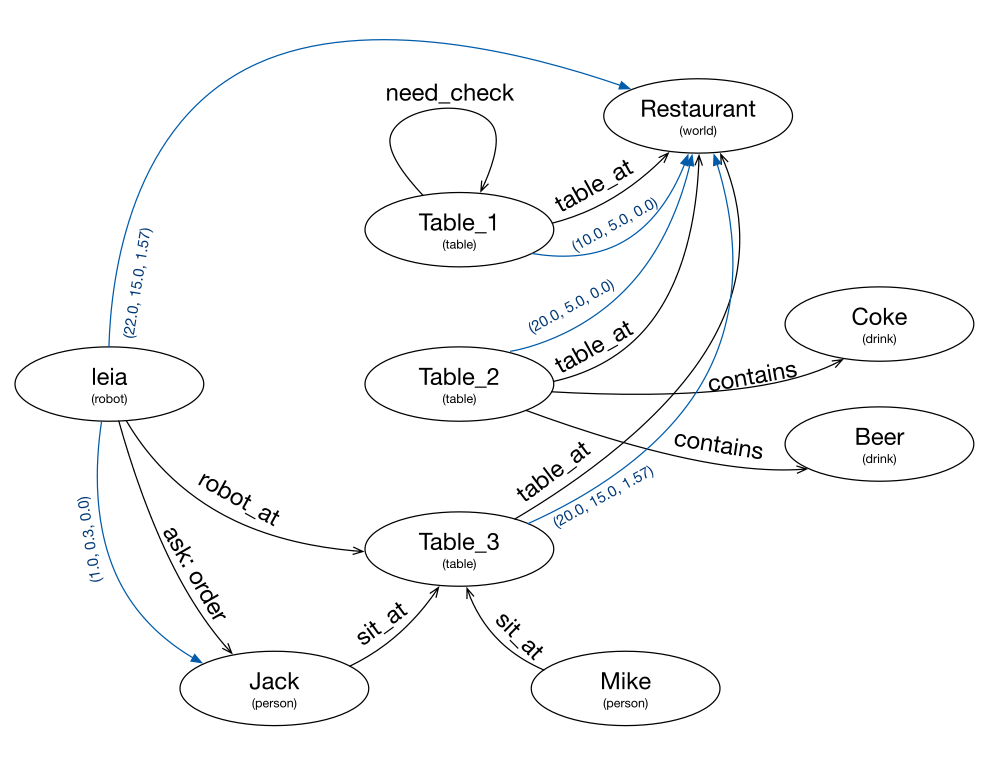 need_check
Restaurant
(world)
table_at
Table_1
(table)
(10.0, 5.0, 0.0)
(22.0, 15.0, 1.57)
(20.0, 5.0, 0.0)
Coke
(drink)
table_at
leia
(robot)
Table_2
(table)
contains
Beer
(drink)
contains
table_at
robot_at
(20.0, 15.0, 1.57)
(1.0, 0.3, 0.0)
ask: order
Table_3
(table)
sit_at
sit_at
Jack
(person)
Mike
(person)